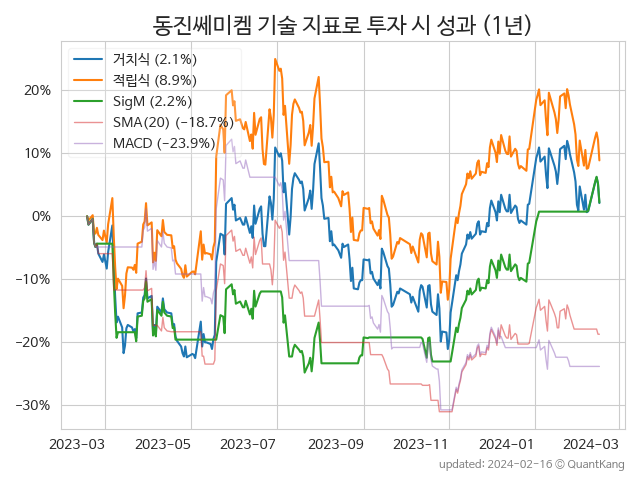 동진쎄미켐 기술 지표로 투자 시 성과 (1년)
거치식 (2.1%)
적립식 (8.9%)
SigM (2.2%)
SMA(20) (−18.7%)
MACD (−23.9%)
20%
10%
0%
−10%
−20%
−30%
2023-03 2023-05 2023-07 2023-09 2023-11 2024-01 2024-03
updated: 2024-02-16 © QuantKang